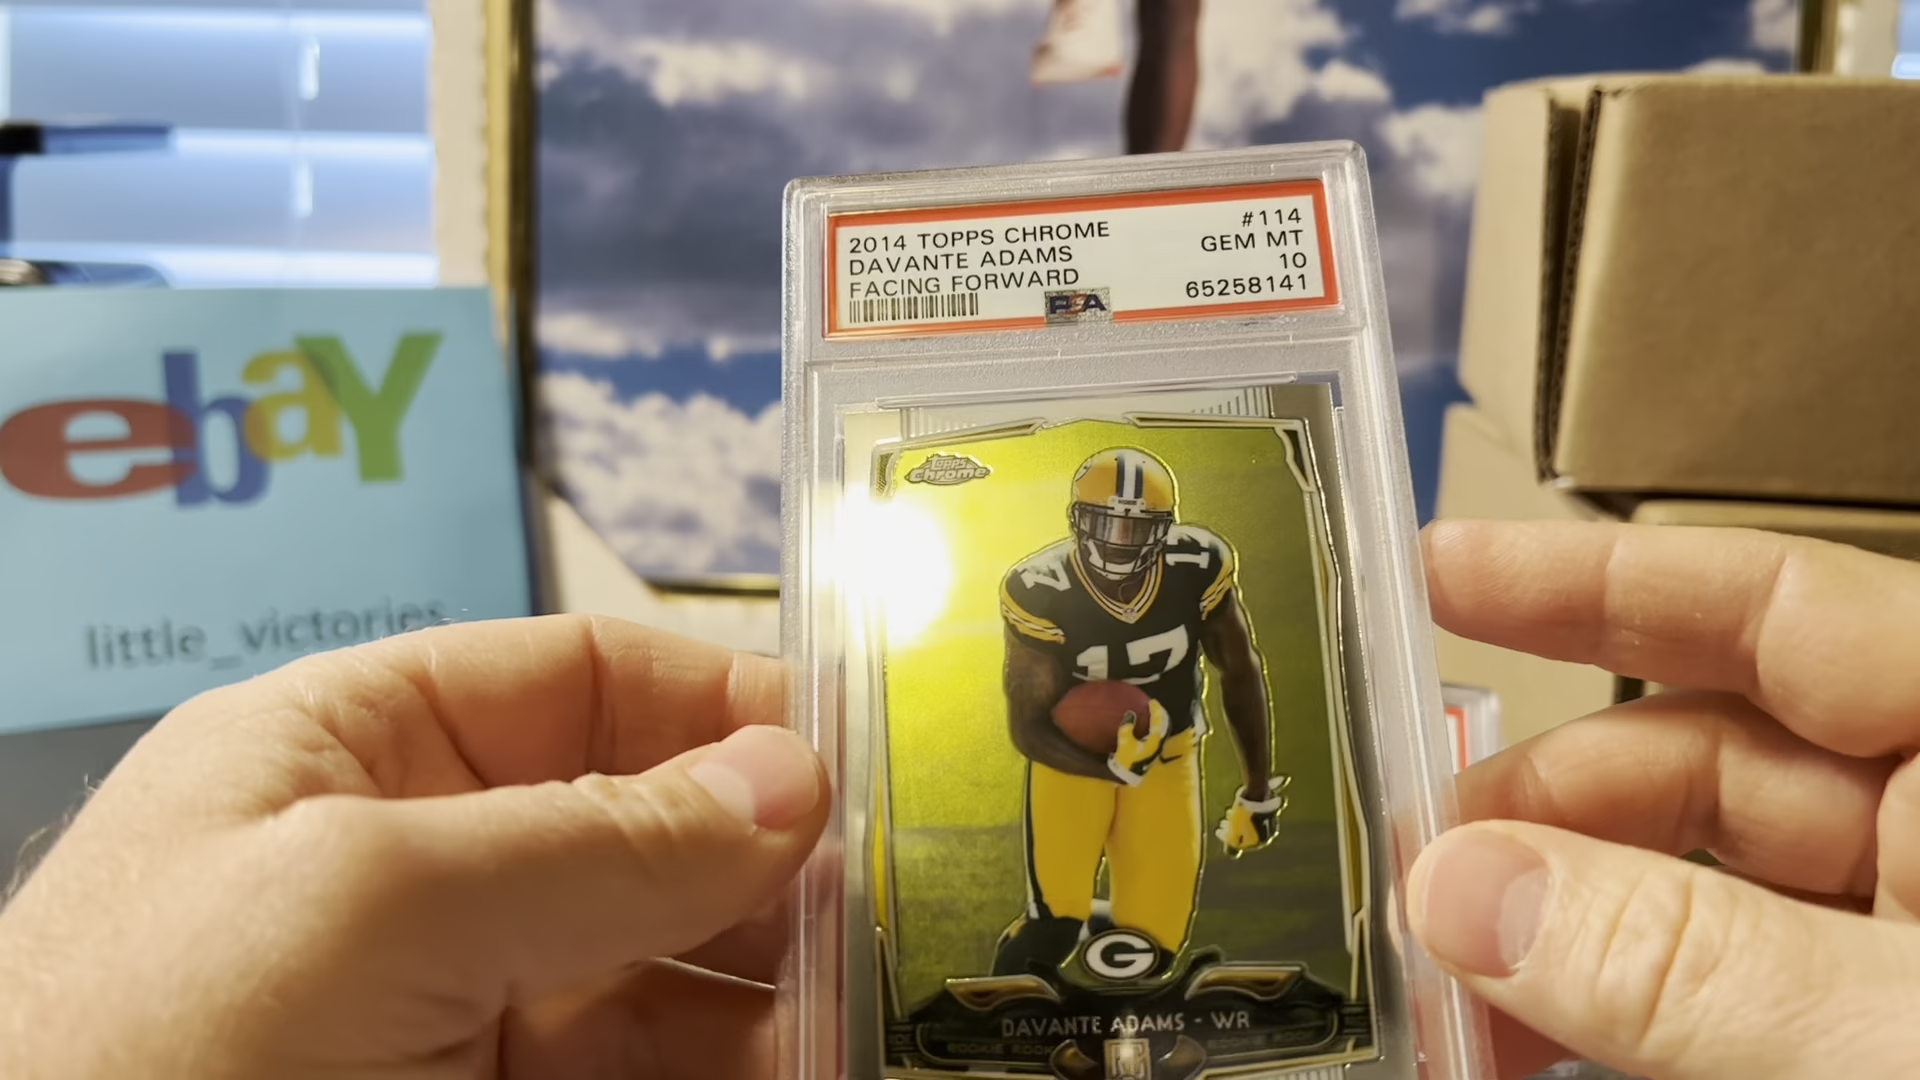 ebay
little_victories
2014 TOPPS CHROME
DAVANTE ADAMS
FACING FORWARD
#114
GEM MT
10
65258141
PSA
TOPPS
Chrome
17
17
17
G
DAVANTE ADAMS - WR